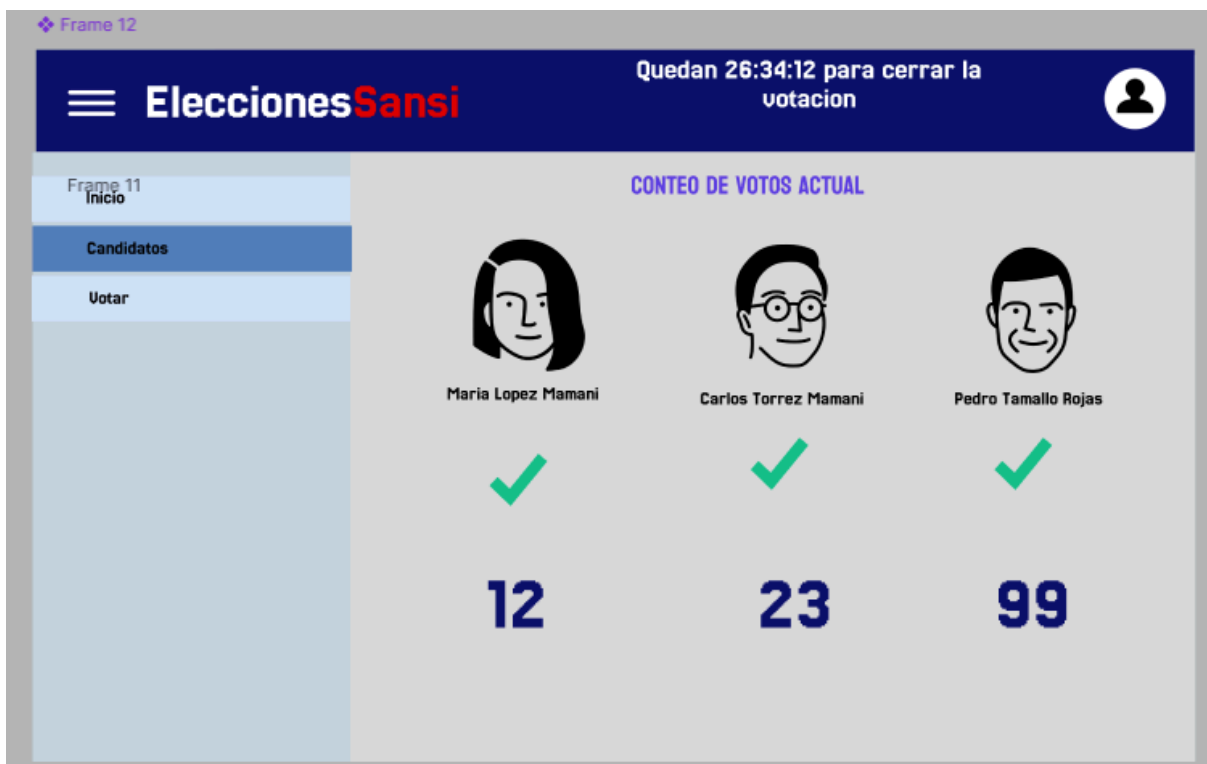 Frame 12
EleccionesSansi
Quedan 26:34:12 para cerrar la
votacion
Frame 11
Inicio
Candidatos
Votar
CONTEO DE VOTOS ACTUAL
Maria Lopez Mamani
Carlos Torrez Mamani
Pedro Tamallo Rojas
12
23
99